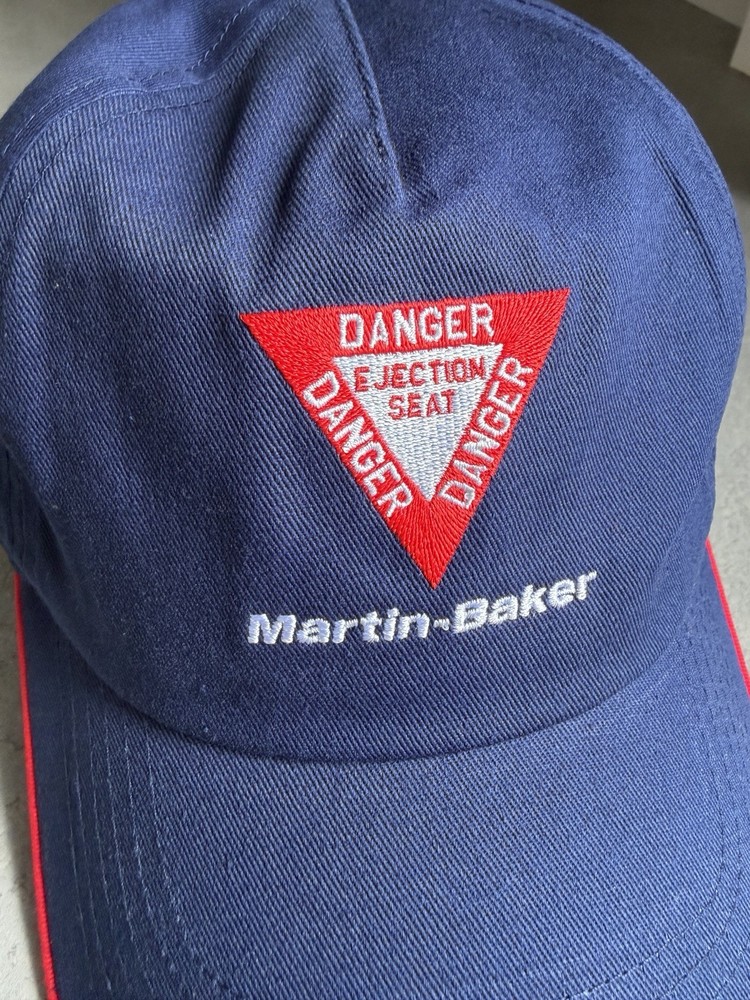 DANGER
EJECTION
SEAT
DANGER
DANGER
Martin-Baker